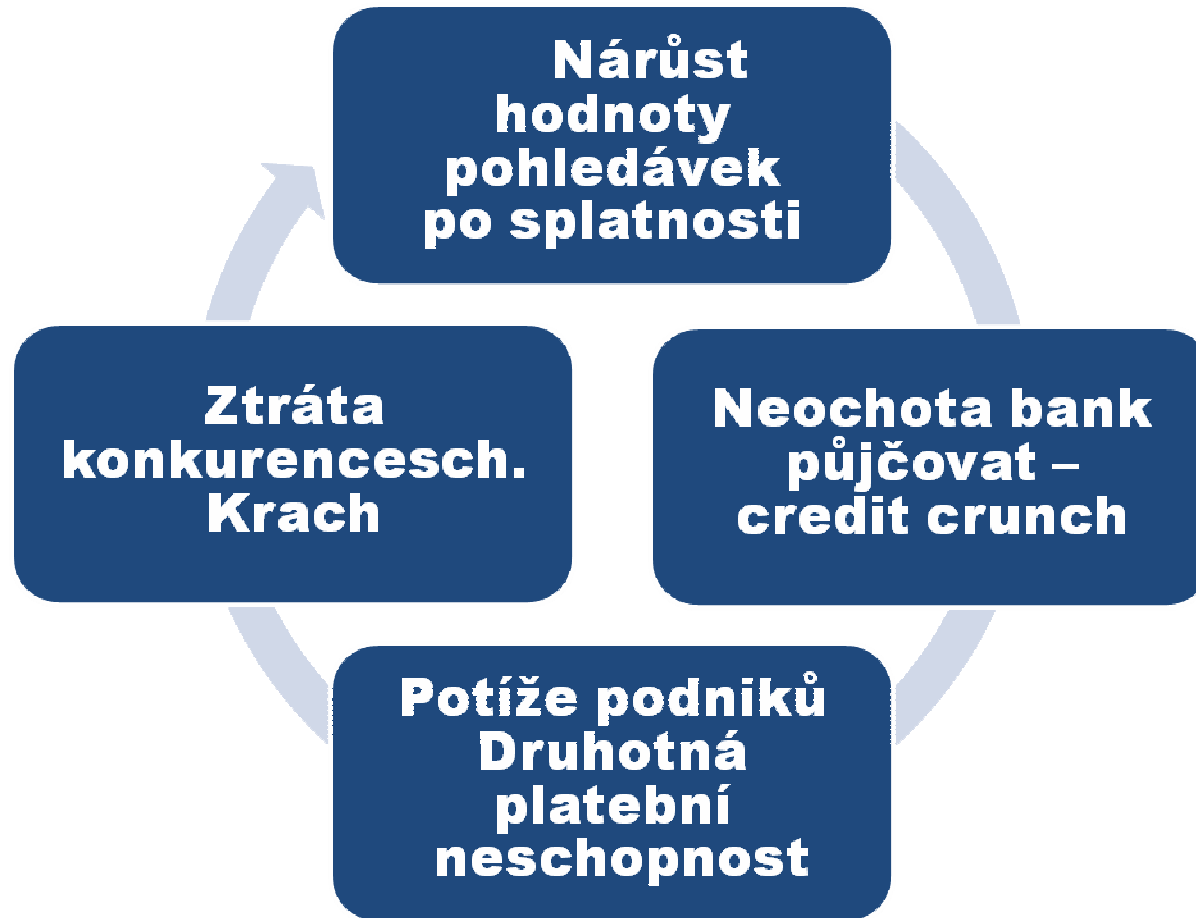 Nárůst
hodnoty
pohledávek
po splatnosti
Neochota bank
půjčovat –
credit crunch
Potíže podniků
Druhotná
platební
neschopnost
Ztráta
konkurencesch.
Krach